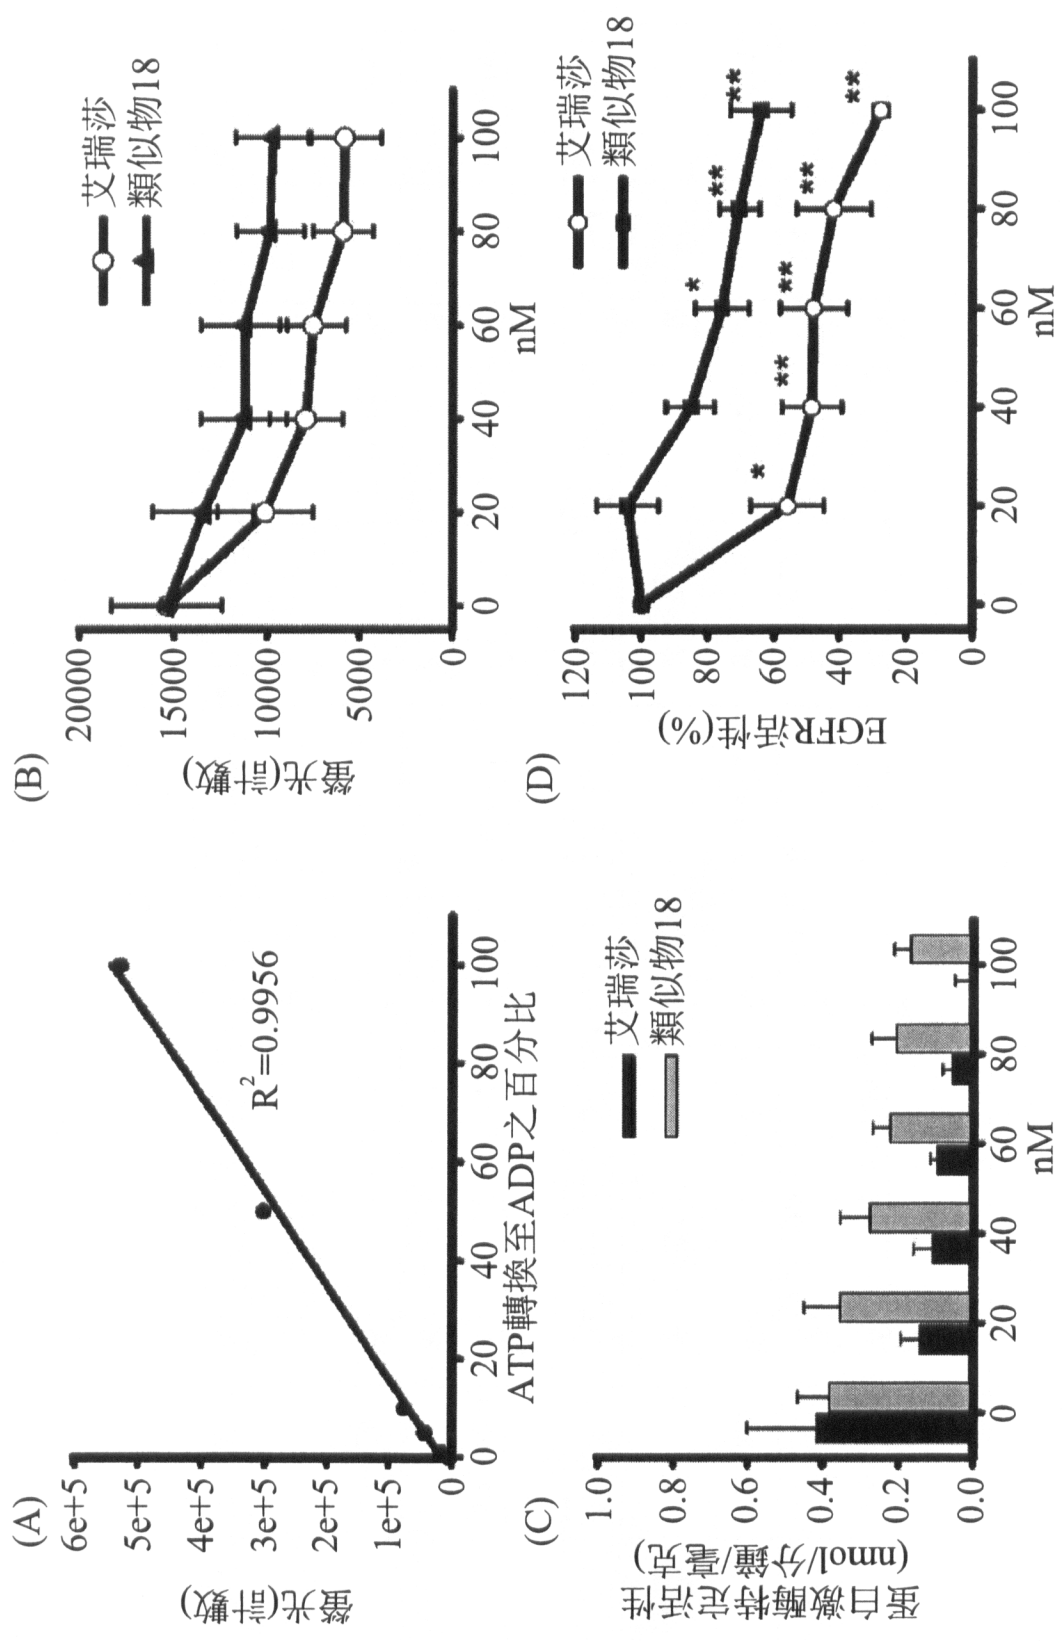 (A)
6e+5
5e+5
4e+5
3e+5
2e+5
1e+5
0
螢光(計數)
R²=0.9956
0 20 40 60 80 100
ATP轉換至ADP之百分比
(B)
20000
15000
10000
5000
0
螢光(計數)
艾瑞莎
類似物18
0 20 40 60 80 100
nM
(C)
1.0
0.8
0.6
0.4
0.2
0.0
蛋白激酶特定活性
(nmol/分鐘/毫克)
艾瑞莎
類似物18
0 20 40 60 80 100
nM
(D)
120
100
80
60
40
20
0
EGFR活性(%)
艾瑞莎
類似物18
* ** ** ** **
* ** **
0 20 40 60 80 100
nM